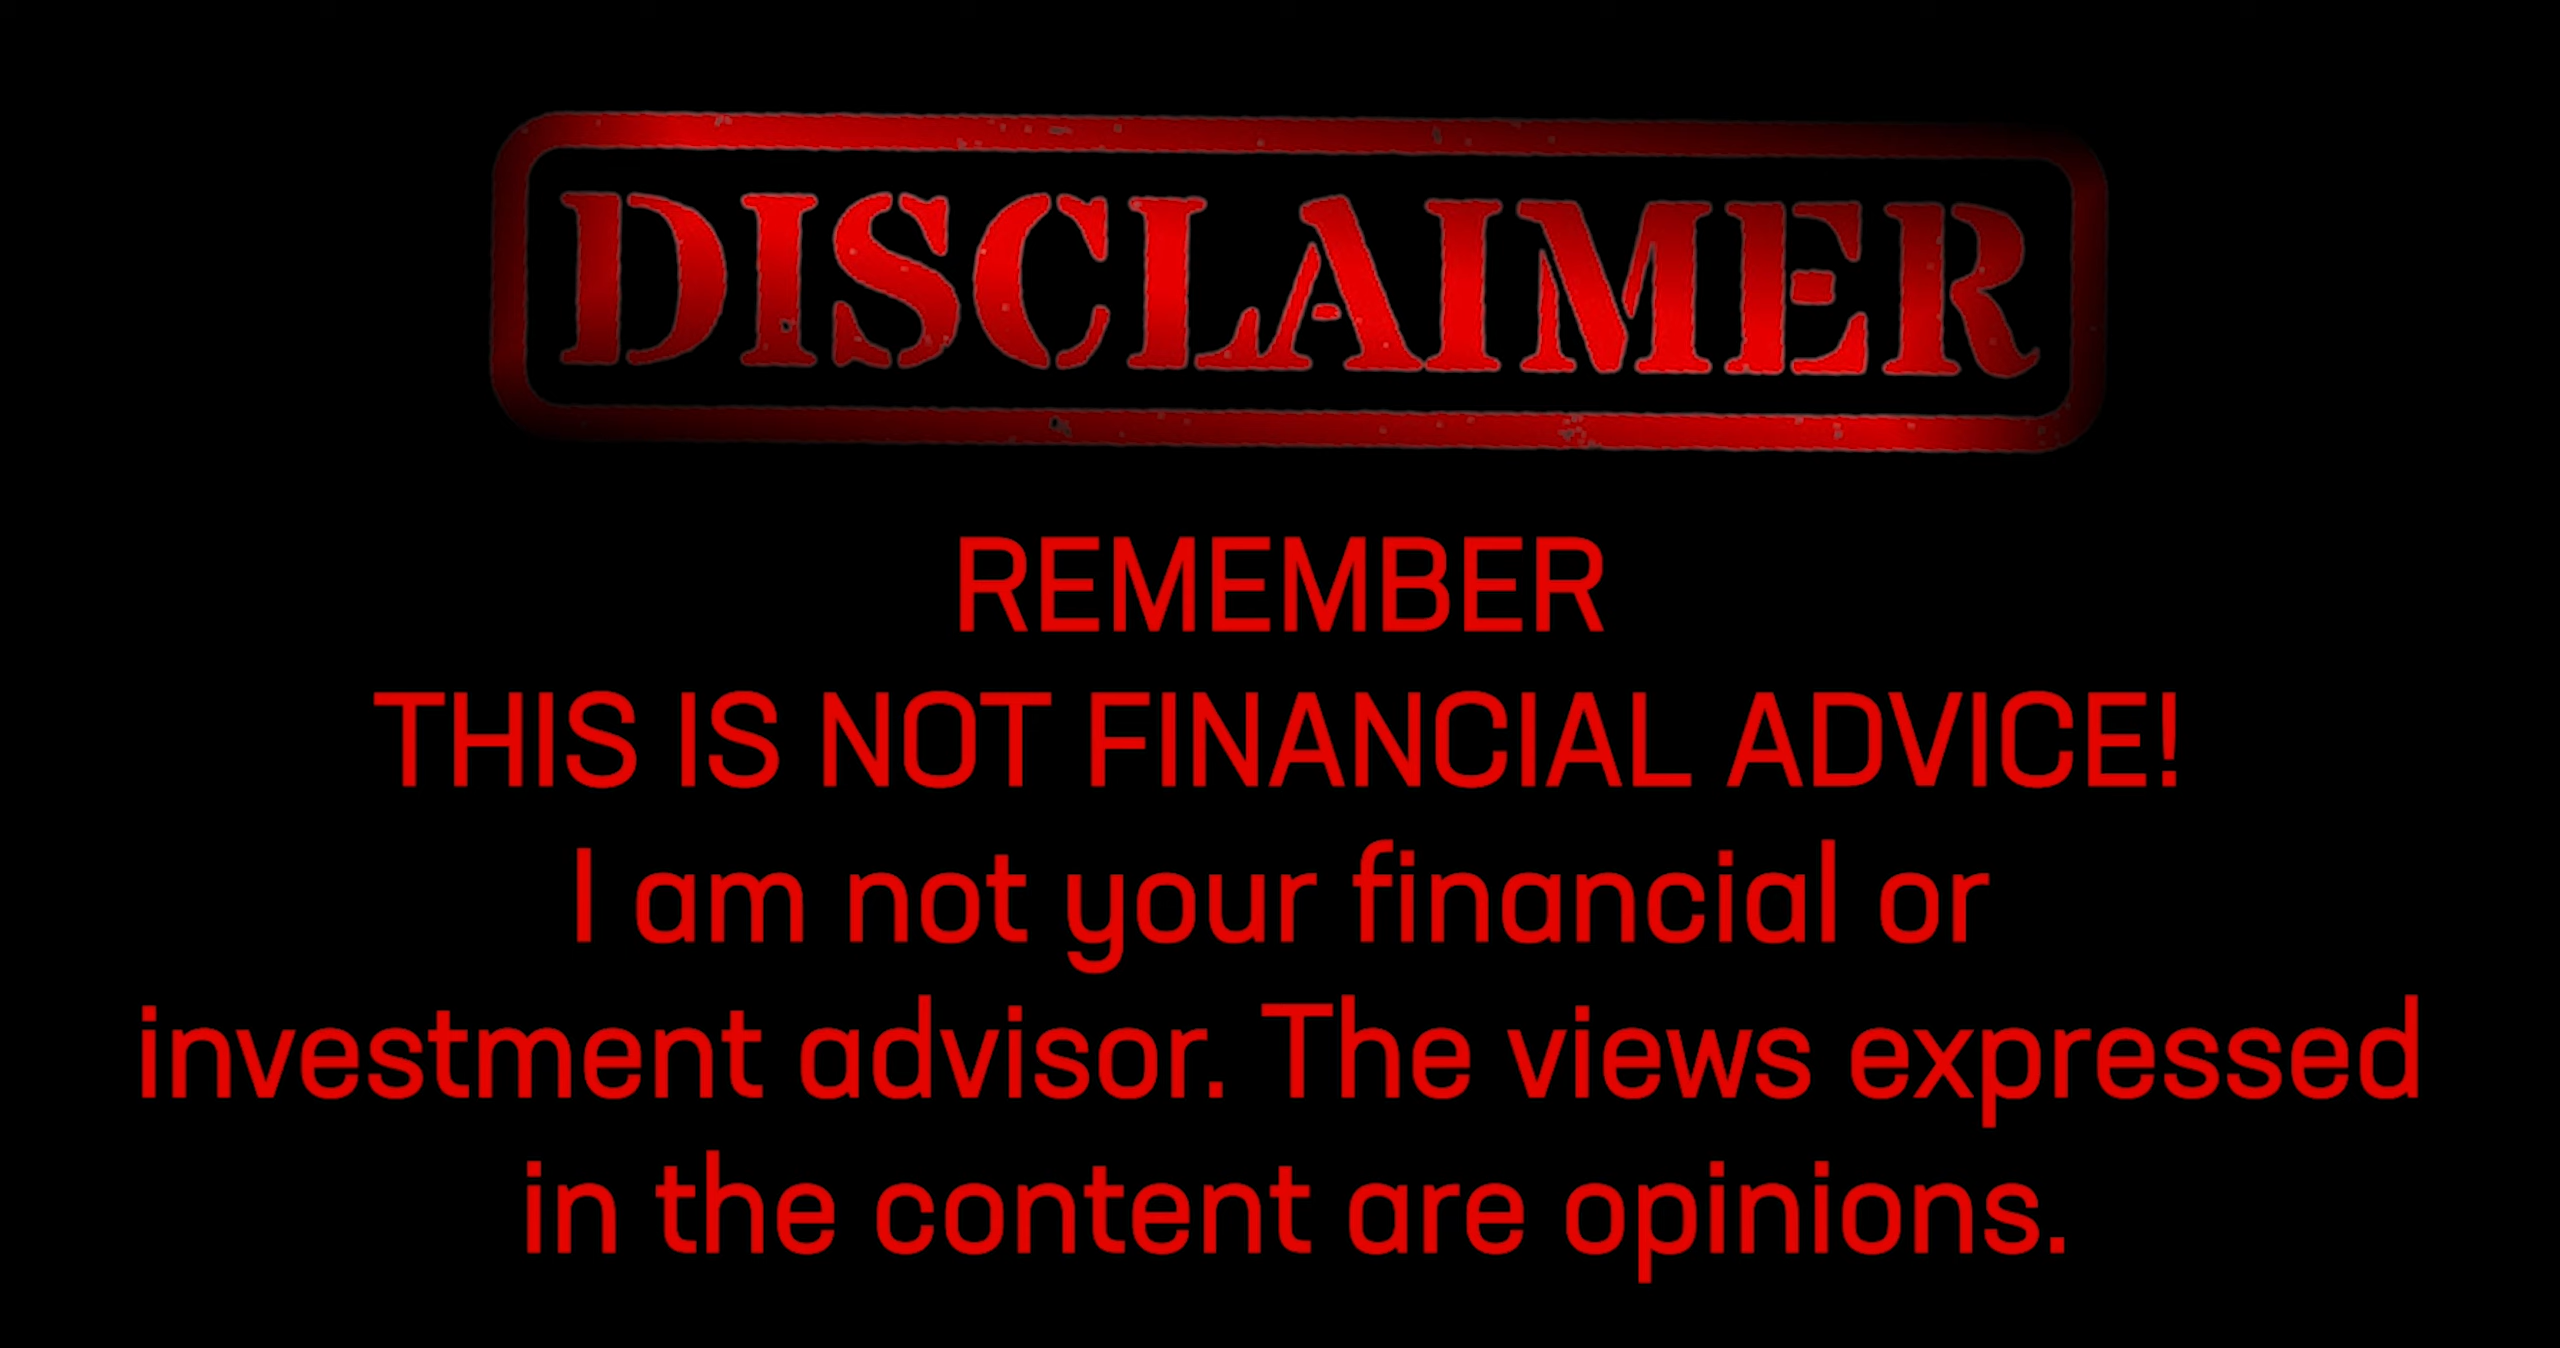 DISCLAIMER
REMEMBER
THIS IS NOT FINANCIAL ADVICE!
I am not your financial or
investment advisor. The views expressed
in the content are opinions.